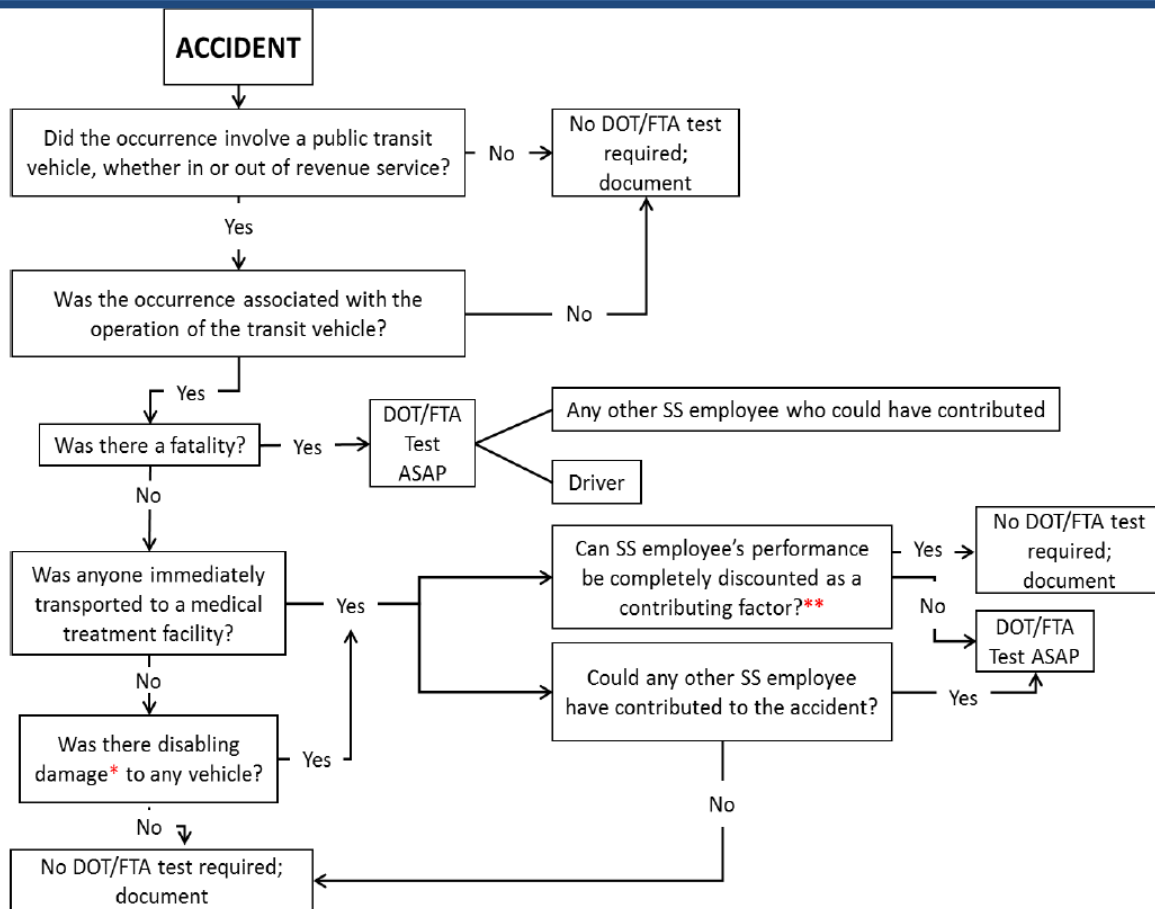 ACCIDENT
Did the occurrence involve a public transit
vehicle, whether in or out of revenue service?
No
No DOT/FTA test
required;
document
Yes
Was the occurrence associated with the
operation of the transit vehicle?
No
Yes
Was there a fatality?
Yes
DOT/FTA
Test
ASAP
Any other SS employee who could have contributed
Driver
No
Was anyone immediately
transported to a medical
treatment facility?
Yes
Can SS employee’s performance
be completely discounted as a
contributing factor?**
Yes
No DOT/FTA test
required;
document
No
DOT/FTA
Test ASAP
Could any other SS employee
have contributed to the accident?
Yes
No
No
Was there disabling
damage* to any vehicle?
Yes
No
No DOT/FTA test required;
document